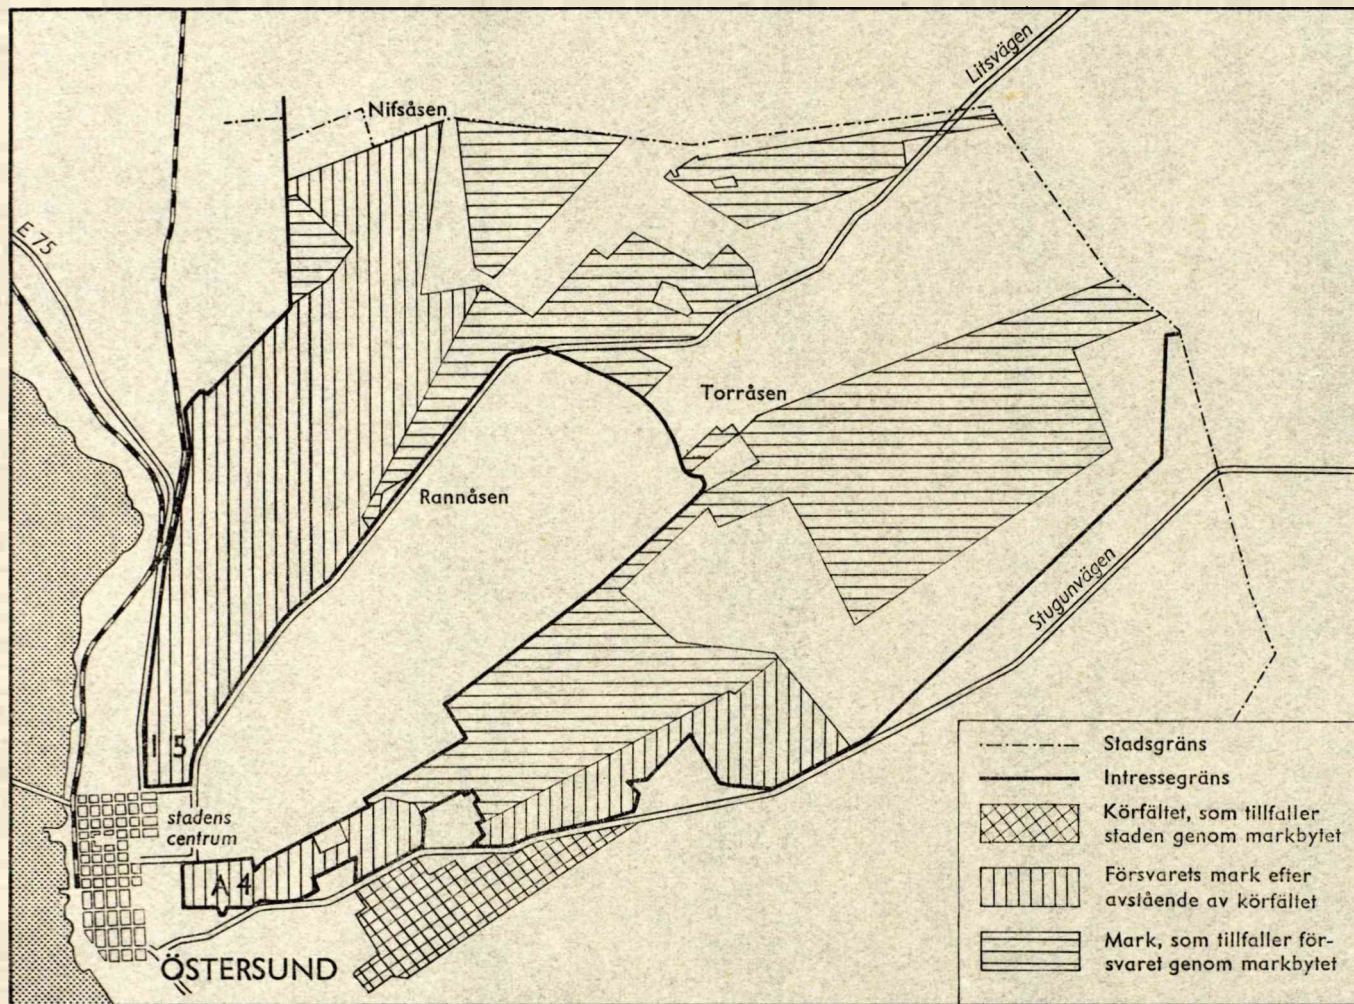 Litsvägen
Nifsåsen
E 75
Torråsen
Rannåsen
Stugunvägen
I 5
stadens
centrum
A 4
ÖSTERSUND
Stadsgräns
Intressegräns
Körfältet, som tillfaller
staden genom markbytet
Försvarets mark efter
avstående av körfältet
Mark, som tillfaller för-
svaret genom markbytet